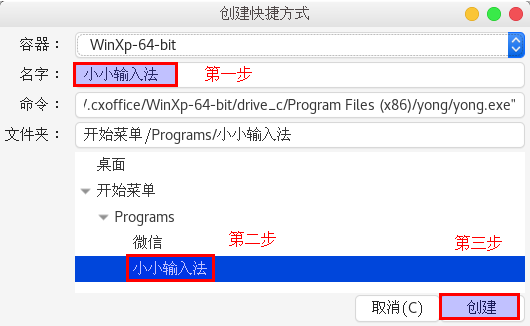 创建快捷方式
容器： WinXp-64-bit
名字： 小小输入法 第一步
命令： /.cxoffice/WinXp-64-bit/drive_c/Program Files (x86)/yong/yong.exe"
文件夹： 开始菜单/Programs/小小输入法
桌面
开始菜单
Programs
微信 第二步 第三步
小小输入法
取消(C) 创建